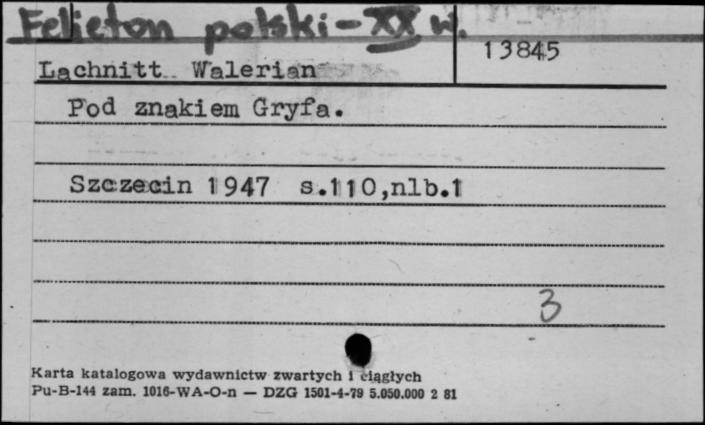 Felieton polski - XX w.
13845
Lachnitt Walerian
Pod znakiem Gryfa.
Szczecin 1947 s.110,nlb.1
3
Karta katalogowa wydawnictw zwartych i ciągłych
Pu-B-144 zam. 1016-WA-O-n — DZG 1501-4-79 5.050.000 2 81